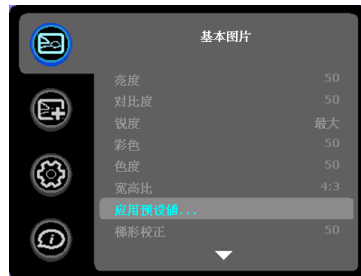 基本图片
亮度 50
对比度 50
锐度 最大
彩色 50
色度 50
宽高比 4:3
应用预设值...
梯形校正 50